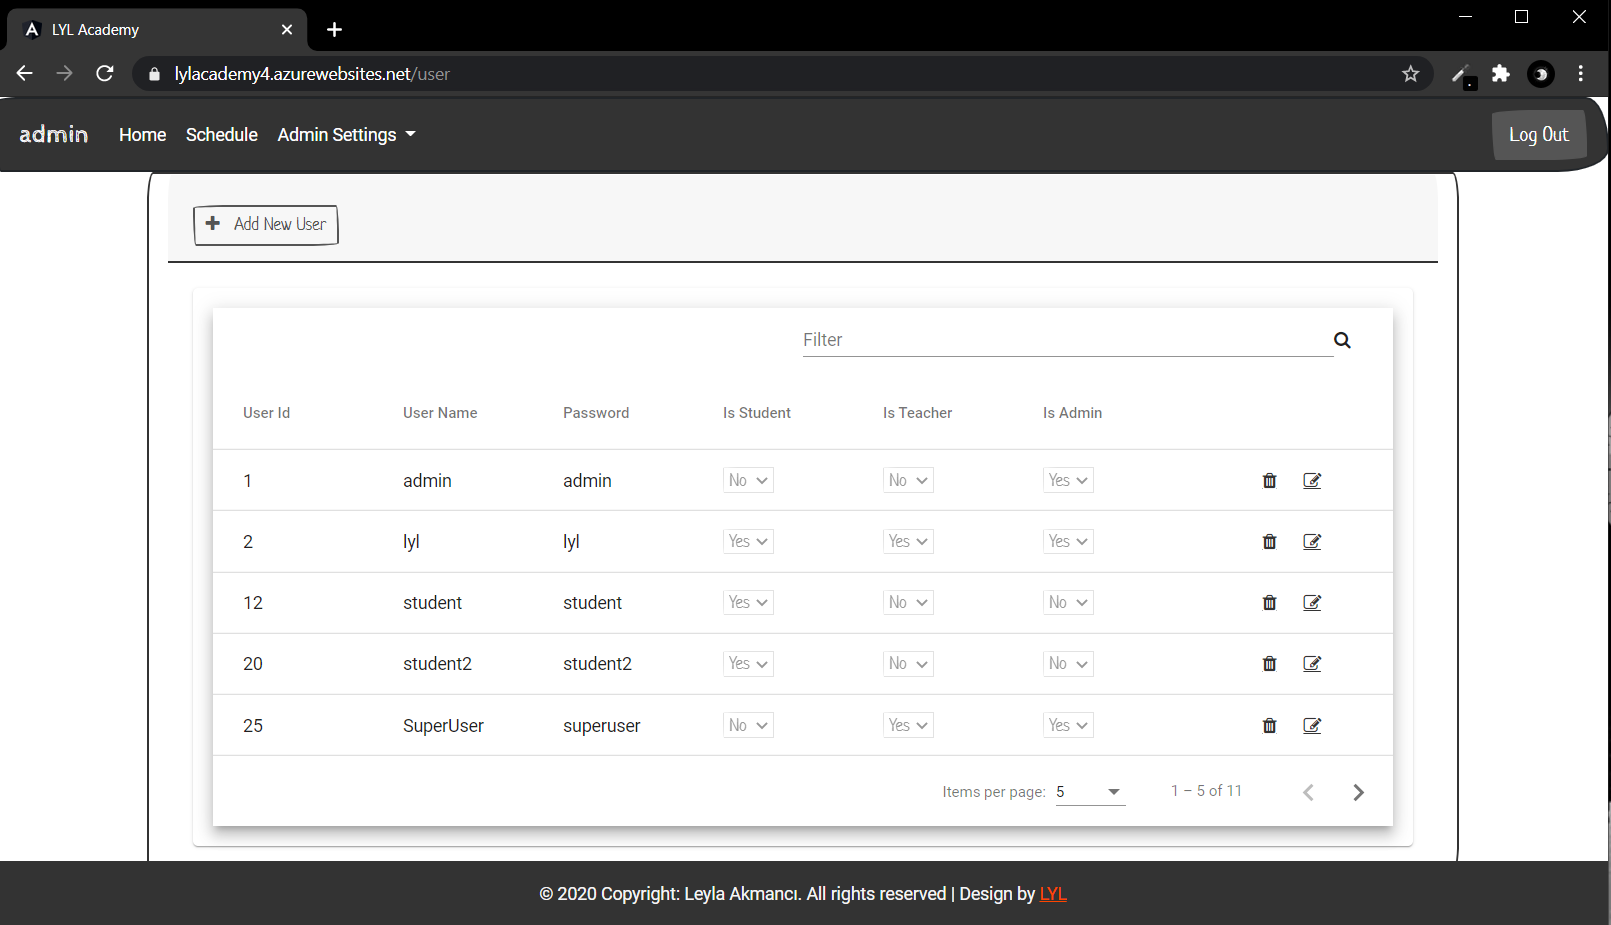 LYL Academy
lylacademy4.azurewebsites.net/user
admin Home Schedule Admin Settings Log Out
Add New User
Filter
User Id User Name Password Is Student Is Teacher Is Admin
1 admin admin No No Yes
2 lyl lyl Yes Yes Yes
12 student student Yes No No
20 student2 student2 Yes No No
25 SuperUser superuser No Yes Yes
Items per page: 5 1 – 5 of 11
© 2020 Copyright: Leyla Akmancı. All rights reserved | Design by LYL